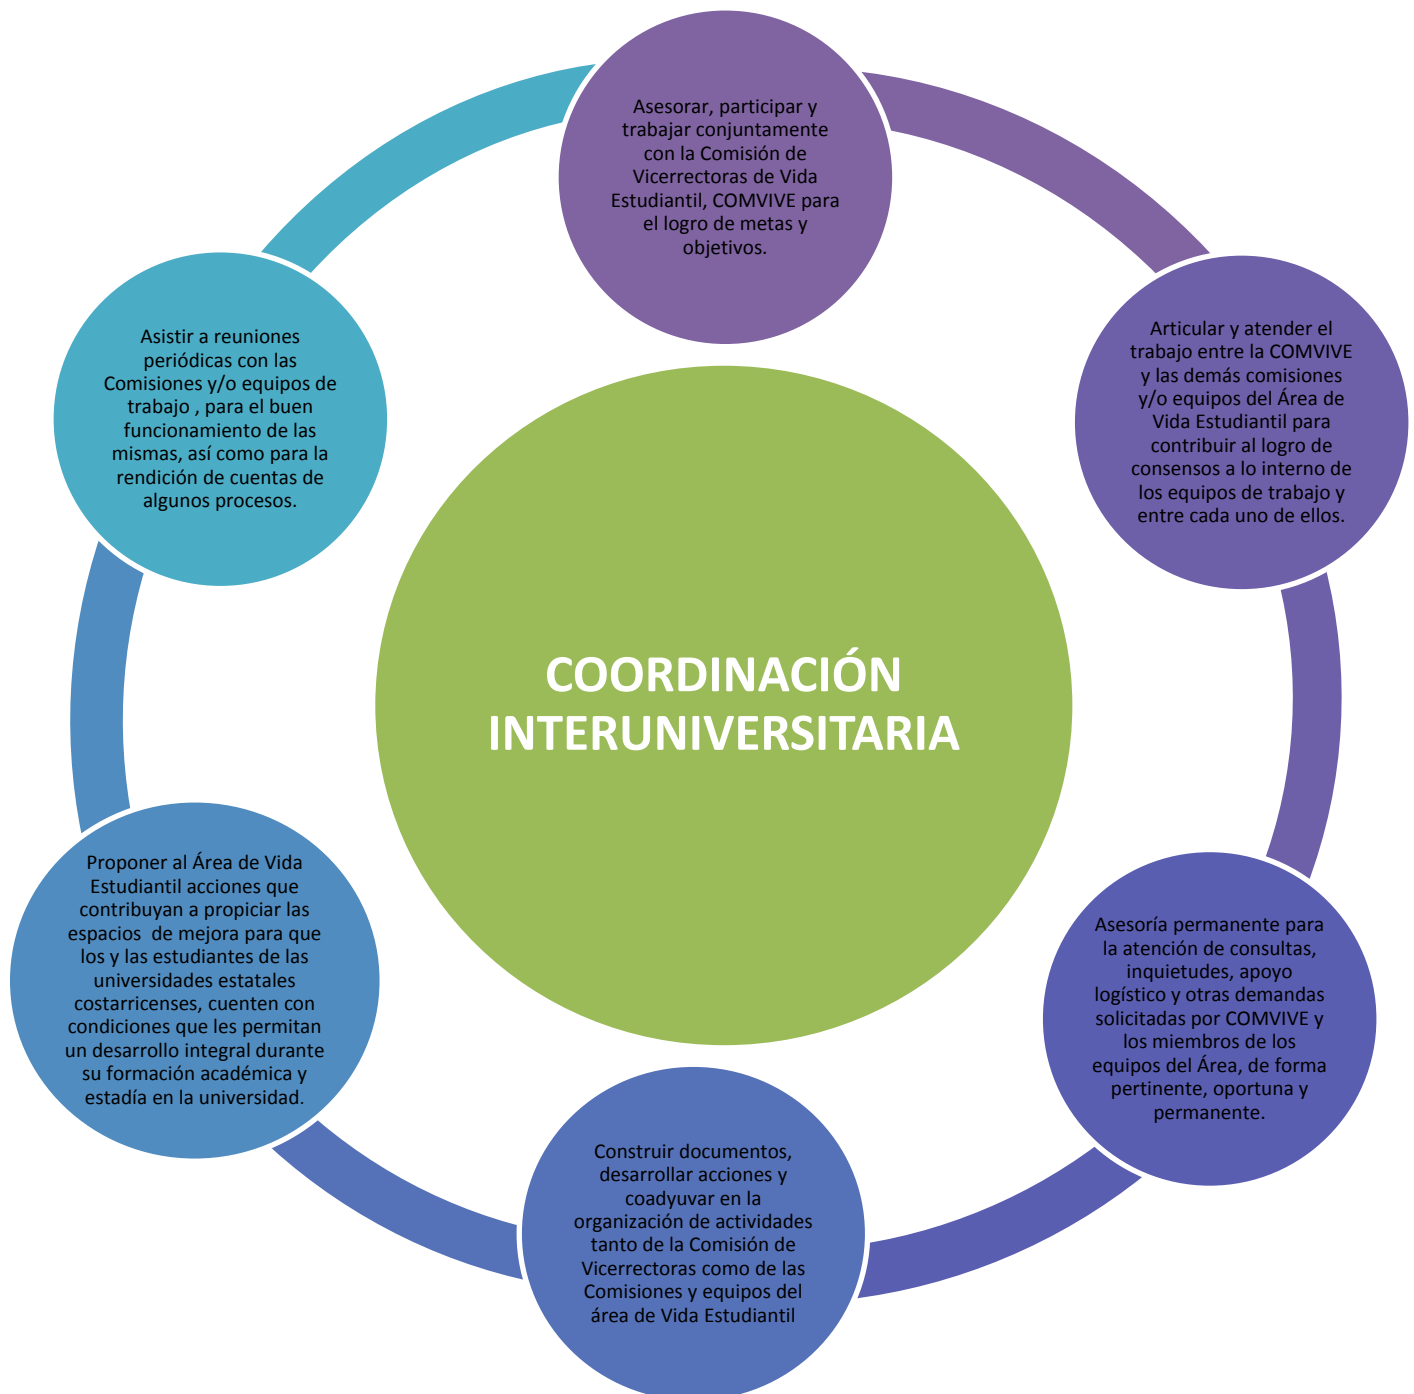 Asesorar, participar y
trabajar conjuntamente
con la Comisión de
Vicerrectoras de Vida
Estudiantil, COMVIVE para
el logro de metas y
objetivos.
Articular y atender el
trabajo entre la COMVIVE
y las demás comisiones
y/o equipos del Área de
Vida Estudiantil para
contribuir al logro de
consensos a lo interno de
los equipos de trabajo y
entre cada uno de ellos.
Asesoría permanente para
la atención de consultas,
inquietudes, apoyo
logístico y otras demandas
solicitadas por COMVIVE y
los miembros de los
equipos del Área, de forma
pertinente, oportuna y
permanente.
Construir documentos,
desarrollar acciones y
coadyuvar en la
organización de actividades
tanto de la Comisión de
Vicerrectoras como de las
Comisiones y equipos del
área de Vida Estudiantil
Proponer al Área de Vida
Estudiantil acciones que
contribuyan a propiciar las
espacios  de mejora para que
los y las estudiantes de las
universidades estatales
costarricenses, cuenten con
condiciones que les permitan
un desarrollo integral durante
su formación académica y
estadía en la universidad.
Asistir a reuniones
periódicas con las
Comisiones y/o equipos de
trabajo , para el buen
funcionamiento de las
mismas, así como para la
rendición de cuentas de
algunos procesos.
COORDINACIÓN
INTERUNIVERSITARIA